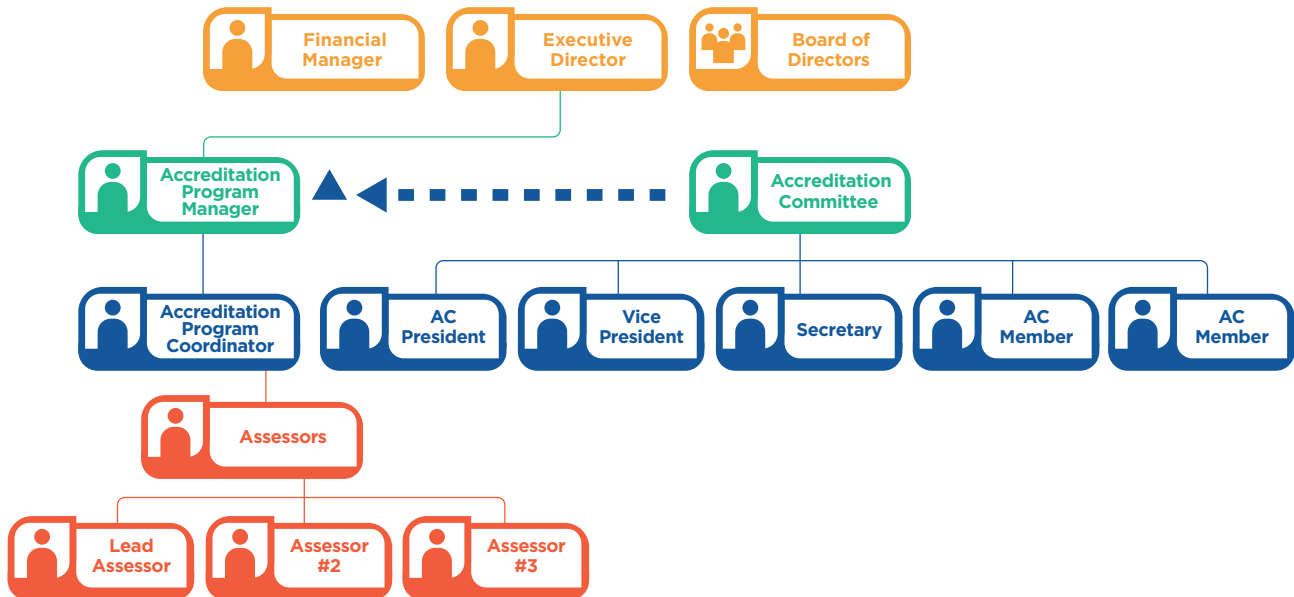 Financial
Manager
Executive
Director
Board of
Directors
Accreditation
Program
Manager
Accreditation
Committee
Accreditation
Program
Coordinator
AC
President
Vice
President
Secretary
AC
Member
AC
Member
Assessors
Lead
Assessor
Assessor
#2
Assessor
#3